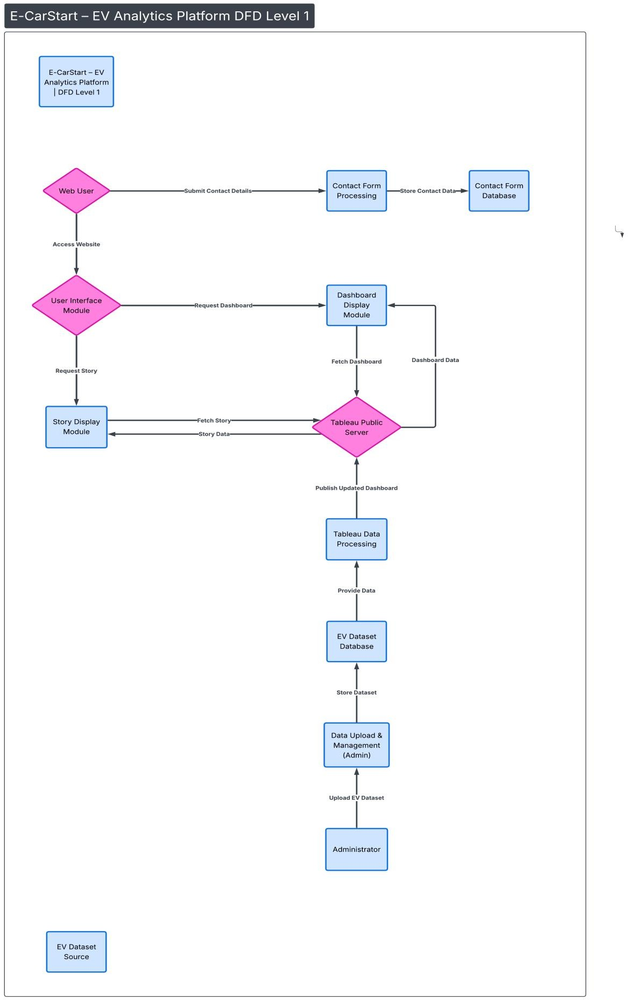 E-CarStart – EV Analytics Platform DFD Level 1
E-CarStart – EV
Analytics Platform
| DFD Level 1
Web User
Submit Contact Details
Contact Form
Processing
Store Contact Data
Contact Form
Database
Access Website
User Interface
Module
Request Dashboard
Dashboard
Display
Module
Fetch Dashboard
Dashboard Data
Request Story
Story Display
Module
Fetch Story
Story Data
Tableau Public
Server
Publish Updated Dashboard
Tableau Data
Processing
Provide Data
EV Dataset
Database
Store Dataset
Data Upload &
Management
(Admin)
Upload EV Dataset
Administrator
EV Dataset
Source